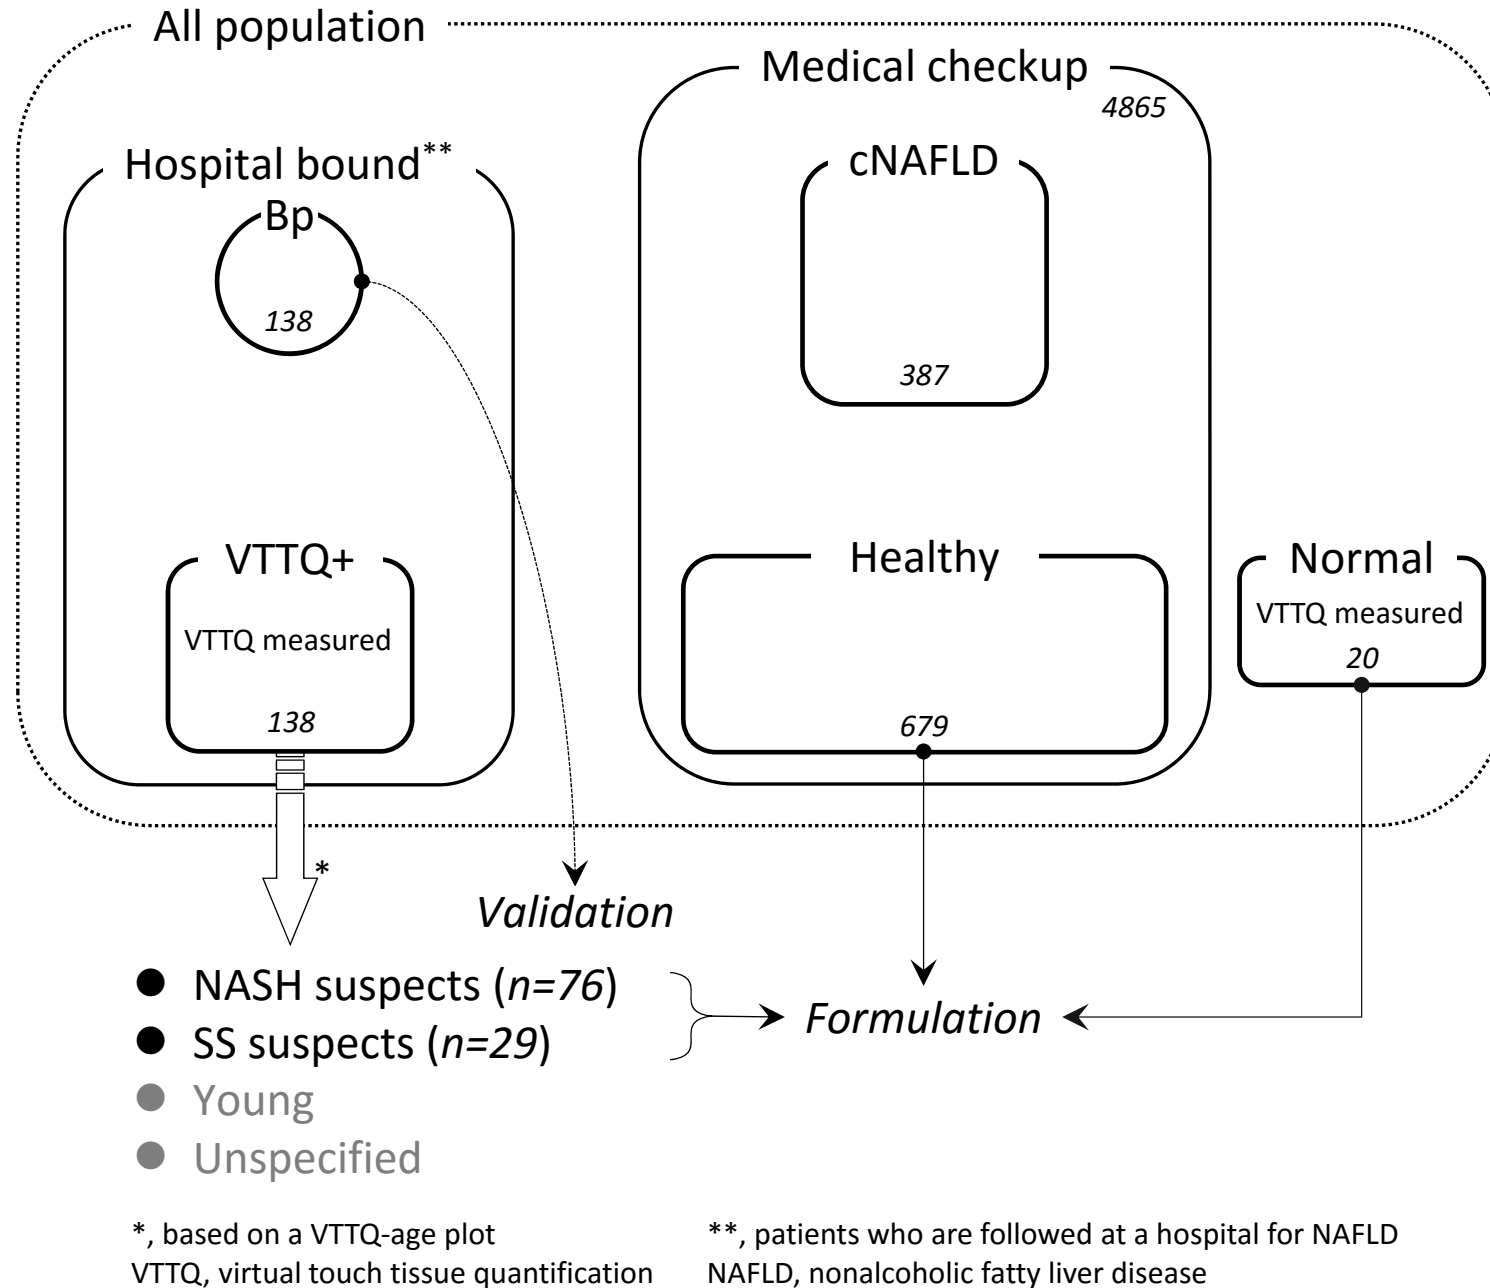 All population
Medical checkup
4865
Hospital bound**
cNAFLD
Bp
138
387
VTTQ+
VTTQ measured
138
Healthy
679
Normal
VTTQ measured
20
*
Validation
● NASH suspects (n=76)
● SS suspects (n=29)
● Young
● Unspecified
Formulation
*, based on a VTTQ-age plot
VTTQ, virtual touch tissue quantification
**, patients who are followed at a hospital for NAFLD
NAFLD, nonalcoholic fatty liver disease